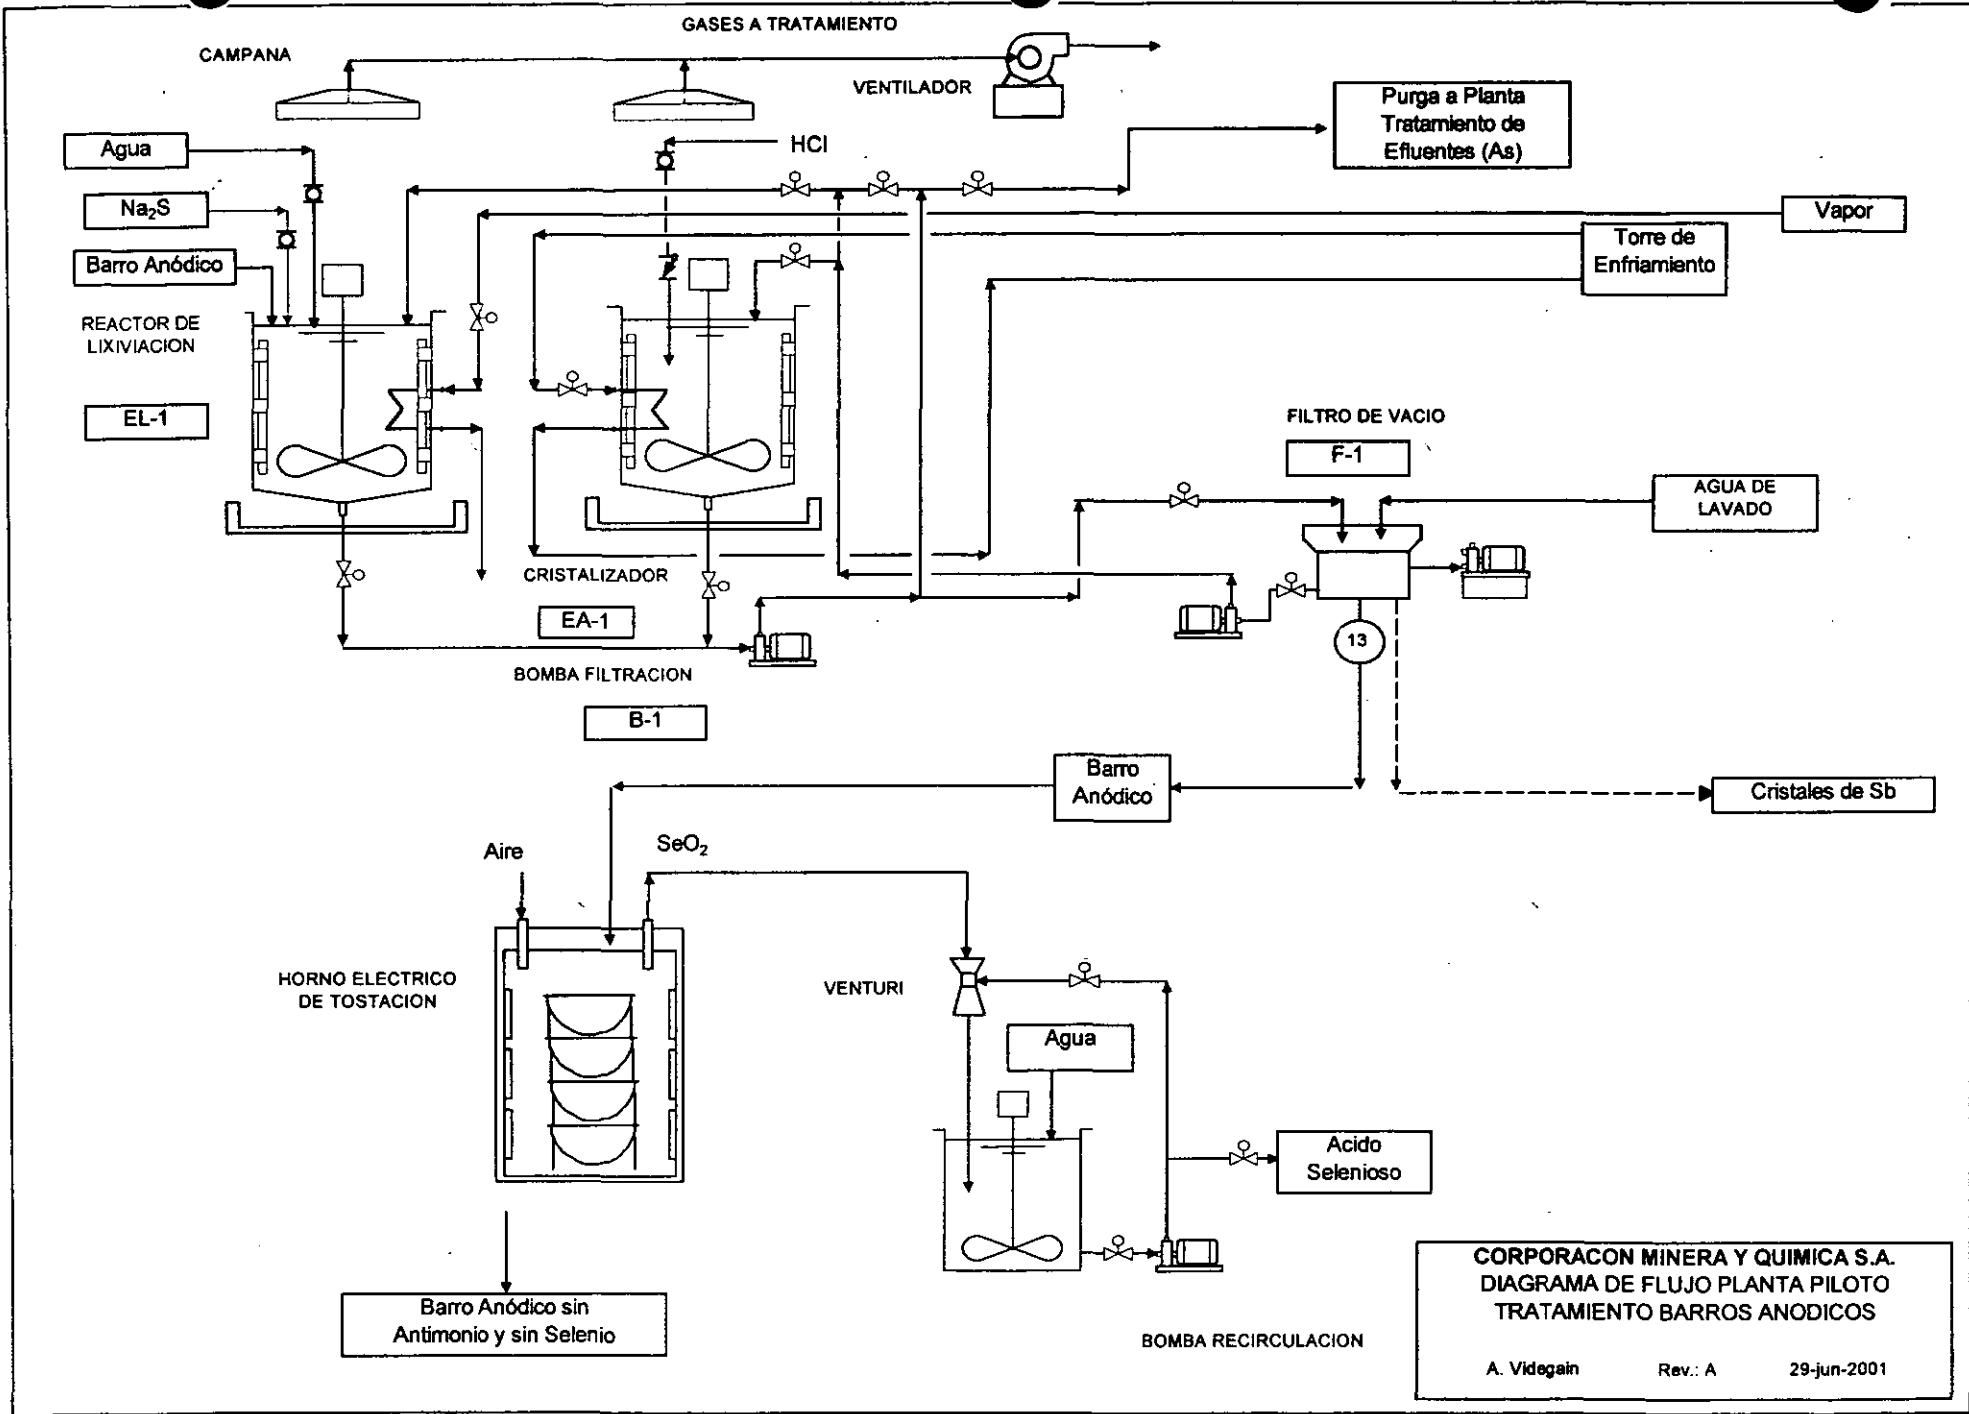 GASES A TRATAMIENTO
CAMPANA
VENTILADOR
Purga a Planta
Tratamiento de
Efluentes (As)
Agua
HCl
Na₂S
Vapor
Barro Anódico
Torre de
Enfriamiento
REACTOR DE
LIXIVIACION
EL-1
FILTRO DE VACIO
F-1
AGUA DE
LAVADO
CRISTALIZADOR
EA-1
13
BOMBA FILTRACION
B-1
Barro
Anódico
Cristales de Sb
Aire
SeO₂
HORNO ELECTRICO
DE TOSTACION
VENTURI
Agua
Acido
Selenioso
Barro Anódico sin
Antimonio y sin Selenio
BOMBA RECIRCULACION
CORPORACON MINERA Y QUIMICA S.A.
DIAGRAMA DE FLUJO PLANTA PILOTO
TRATAMIENTO BARROS ANODICOS
A. Videgain Rev.: A 29-jun-2001